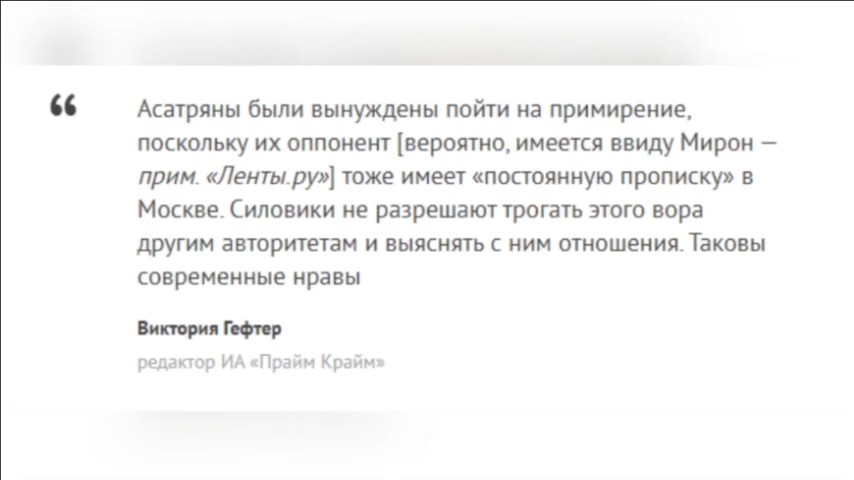 “
Асатряны были вынуждены пойти на примирение,
поскольку их оппонент [вероятно, имеется ввиду Мирон —
прим. «Ленты.ру»] тоже имеет «постоянную прописку» в
Москве. Силовики не разрешают трогать этого вора
другим авторитетам и выяснять с ним отношения. Таковы
современные нравы
Виктория Гефтер
редактор ИА «Прайм Крайм»